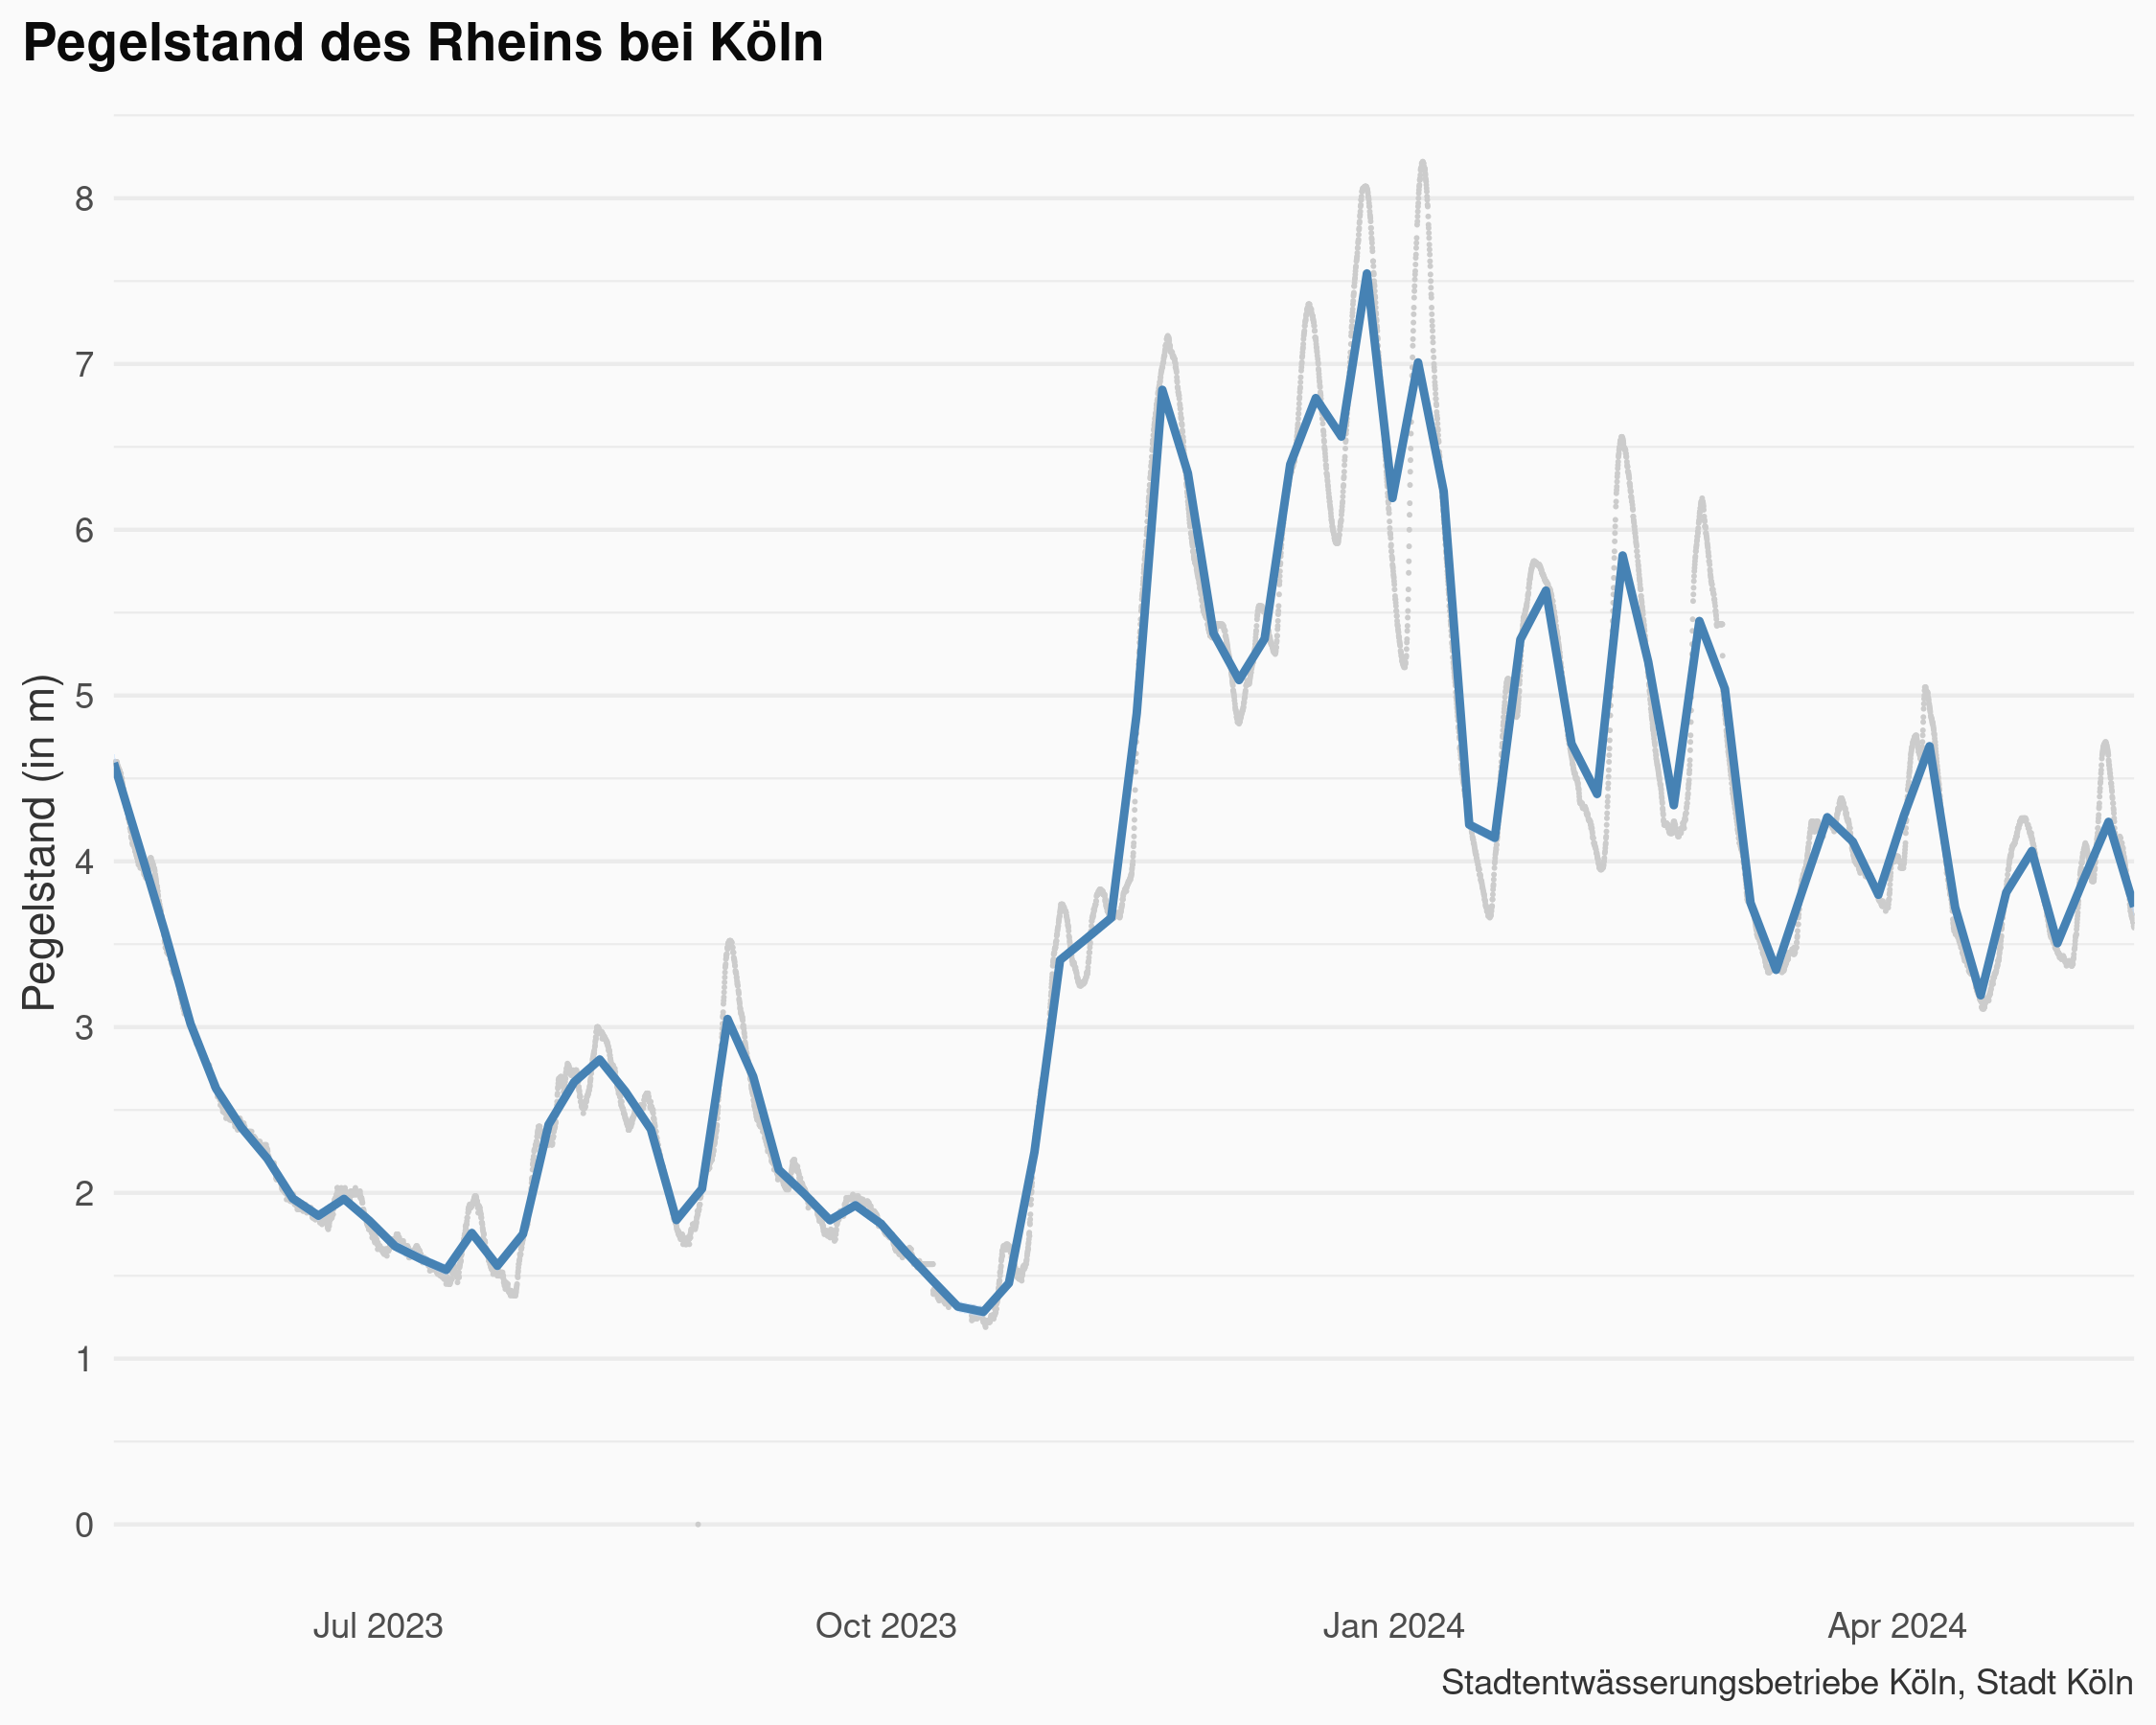 Pegelstand des Rheins bei Köln
Pegelstand (in m)
8
7
6
5
4
3
2
1
0
Jul 2023 Oct 2023 Jan 2024 Apr 2024
Stadtentwässerungsbetriebe Köln, Stadt Köln